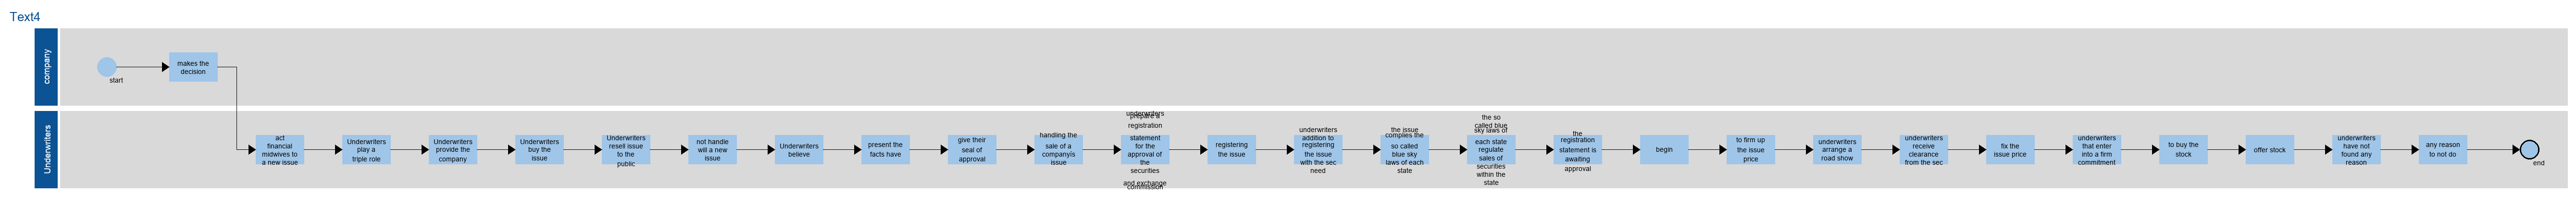 Text4
company
start
makes the
decision
Underwriters
act
financial
midwives to
a new issue
Underwriters
play a
triple role
Underwriters
provide the
company
Underwriters
buy the
issue
Underwriters
resell issue
to the
public
not handle
will a new
issue
Underwriters
believe
present the
facts have
give their
seal of
approval
handling the
sale of a
companyis
issue
underwriters
prepare a
registration
statement
for the
approval of
the
securities
and exchange
commission
registering
the issue
underwriters
addition to
registering
the issue
with the sec
need
the issue
complies the
so called
blue sky
laws of each
state
the so
called blue
sky laws of
each state
regulate
sales of
securities
within the
state
the
registration
statement is
awaiting
approval
begin
to firm up
the issue
price
underwriters
arrange a
road show
underwriters
receive
clearance
from the sec
fix the
issue price
underwriters
that enter
into a firm
commitment
to buy the
stock
offer stock
underwriters
have not
found any
reason
any reason
to not do
end